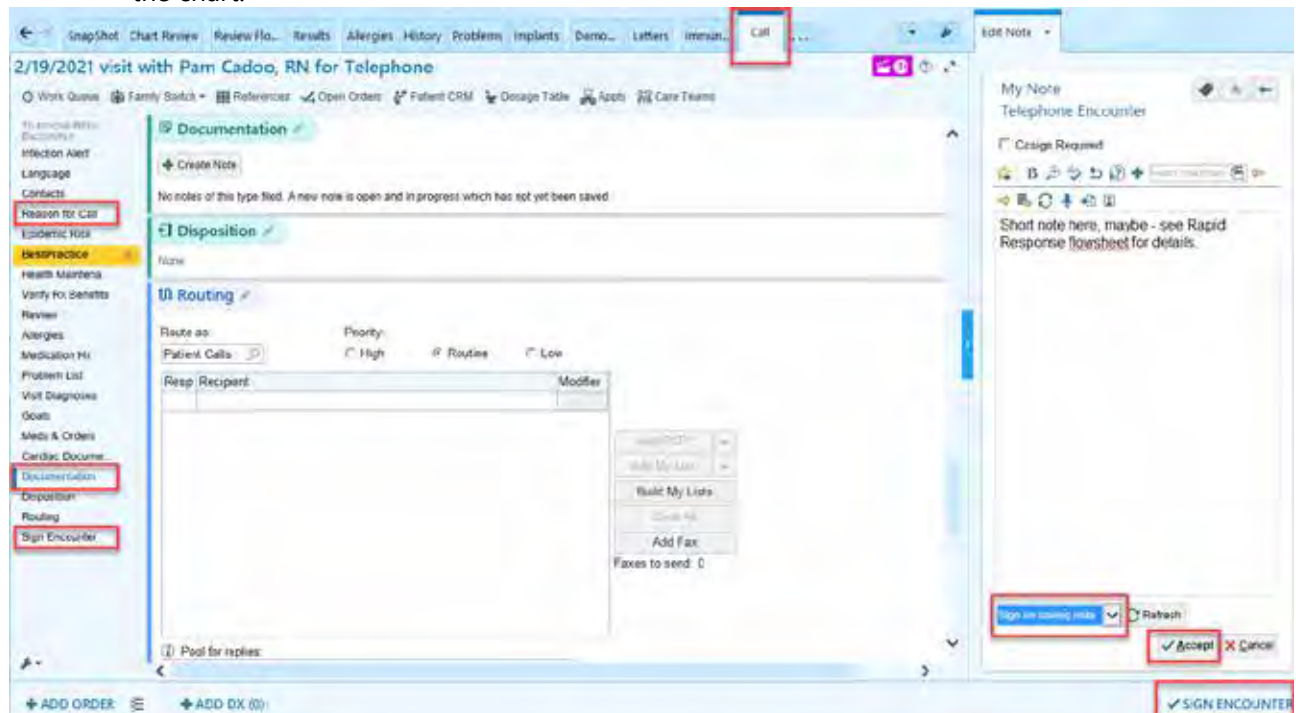 the chart.
SnapShot Chart Review Review Flo... Results Allergies History Problems Implants Demo... Letters Immun... Call ...
Edit Note
2/19/2021 visit with Pam Cadoo, RN for Telephone
Work Queue Family Switch References Open Orders Patient CRM Dosage Table Appts Care Teams
Infection Alert
Language
Contacts
Reason for Call
Epidemic Risk
BestPractice
Health Maintena
Verify Rx Benefits
Review
Allergies
Medication Hx
Problem List
Visit Diagnoses
Goals
Meds & Orders
Cardiac Docume...
Documentation
Disposition
Routing
Sign Encounter
Documentation
Create Note
No notes of this type filed. A new note is open and in progress which has not yet been saved
Disposition
None
Routing
Route as: Priority:
Patient Calls High Routine Low
Resp Recipient Modifier
Add My List
Build My Lists
Clear All
Add Fax
Faxes to send: 0
Pool for replies:
My Note
Telephone Encounter
Cosign Required
B
Short note here, maybe - see Rapid
Response flowsheet for details.
Sign on saving note Refresh
Accept Cancel
ADD ORDER ADD DX (0) SIGN ENCOUNTER